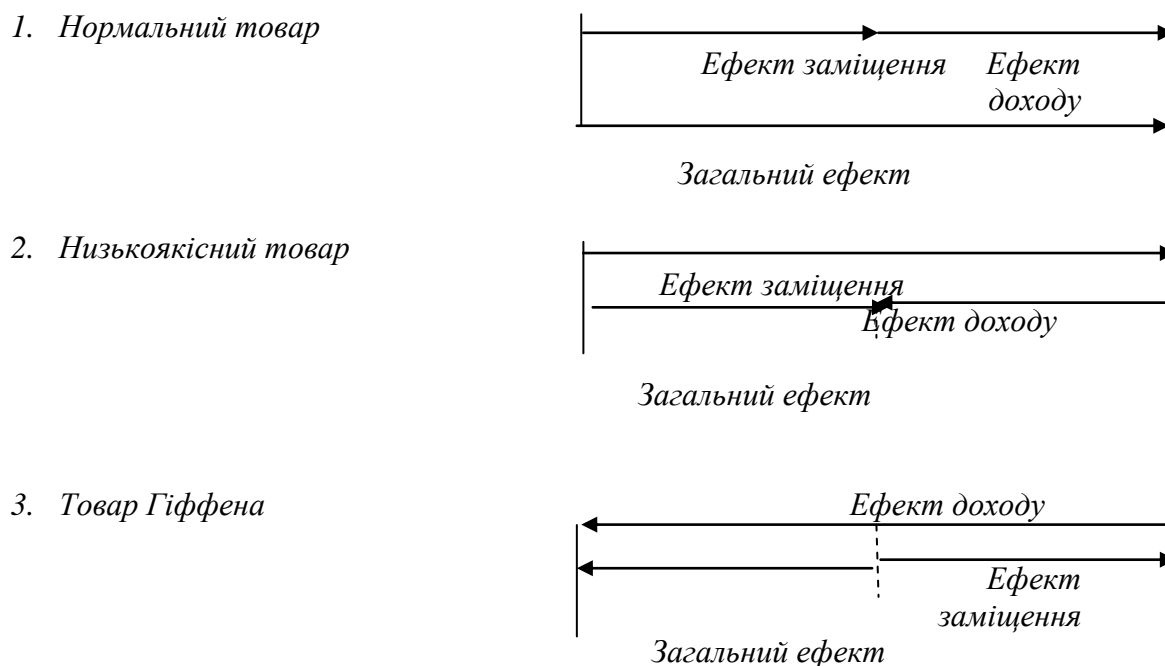 1. Нормальний товар
Ефект заміщення Ефект
доходу
Загальний ефект
2. Низькоякісний товар
Ефект заміщення
Ефект доходу
Загальний ефект
3. Товар Гіффена Ефект доходу
Ефект
заміщення
Загальний ефект